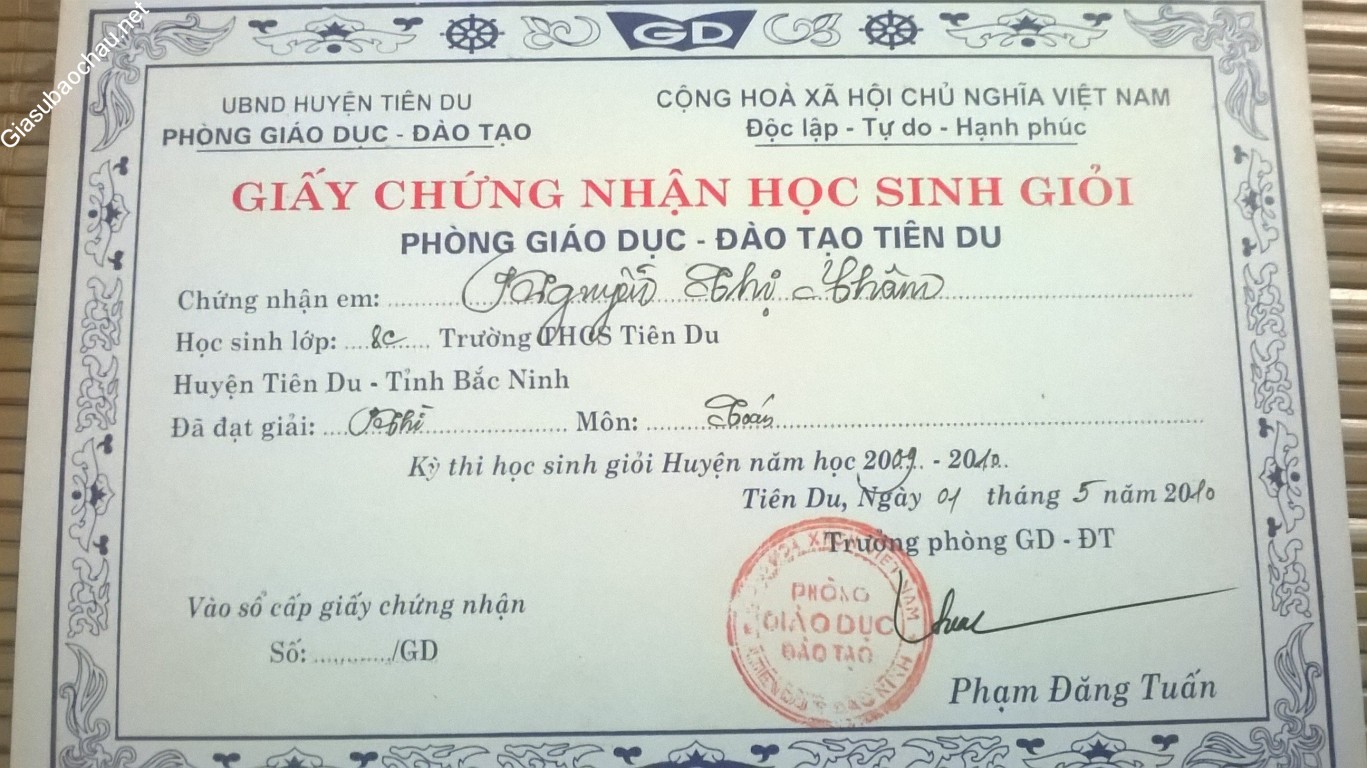 Giasubaochau.net
GD
UBND HUYỆN TIÊN DU
PHÒNG GIÁO DỤC - ĐÀO TẠO
CỘNG HOÀ XÃ HỘI CHỦ NGHĨA VIỆT NAM
Độc lập - Tự do - Hạnh phúc
GIẤY CHỨNG NHẬN HỌC SINH GIỎI
PHÒNG GIÁO DỤC - ĐÀO TẠO TIÊN DU
Chứng nhận em: Nguyễn Thị Thâm
Học sinh lớp: 8C Trường THCS Tiên Du
Huyện Tiên Du - Tỉnh Bắc Ninh
Đã đạt giải: Nhì Môn: Toán
Kỳ thi học sinh giỏi Huyện năm học 2009 - 2010
Tiên Du, Ngày 01 tháng 5 năm 2010
Trưởng phòng GD - ĐT
PHÒNG
GIÁO DỤC
ĐÀO TẠO
Vào sổ cấp giấy chứng nhận
Số: ........../GD
Phạm Đăng Tuấn